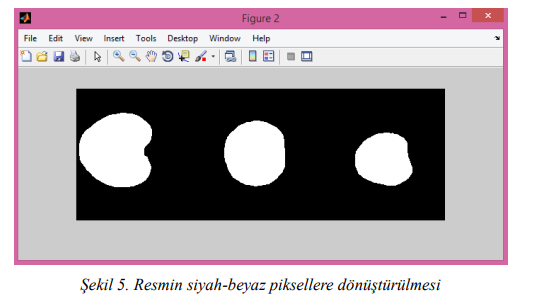 Figure 2
File Edit View Insert Tools Desktop Window Help
Şekil 5. Resmin siyah-beyaz piksellere dönüştürülmesi